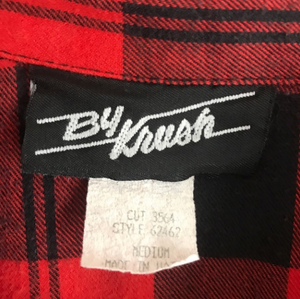 By
Krush
CUT 3564
STYLE 62462
MEDIUM
MADE IN